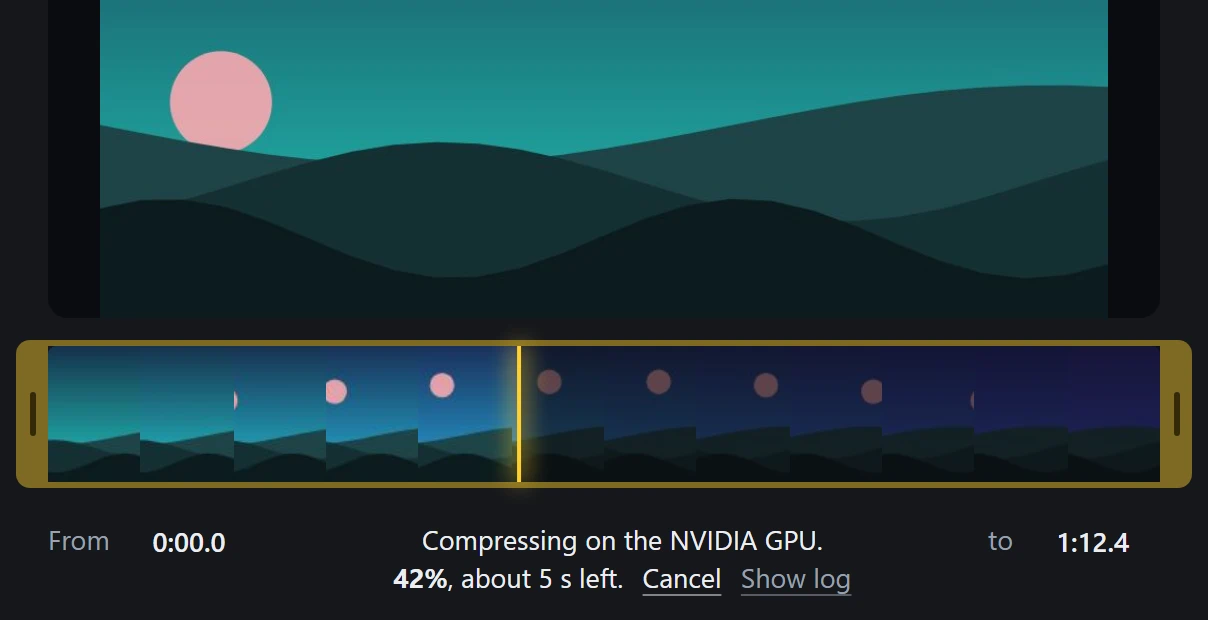 From 0:00.0 Compressing on the NVIDIA GPU. to 1:12.4
42%, about 5 s left. Cancel Show log